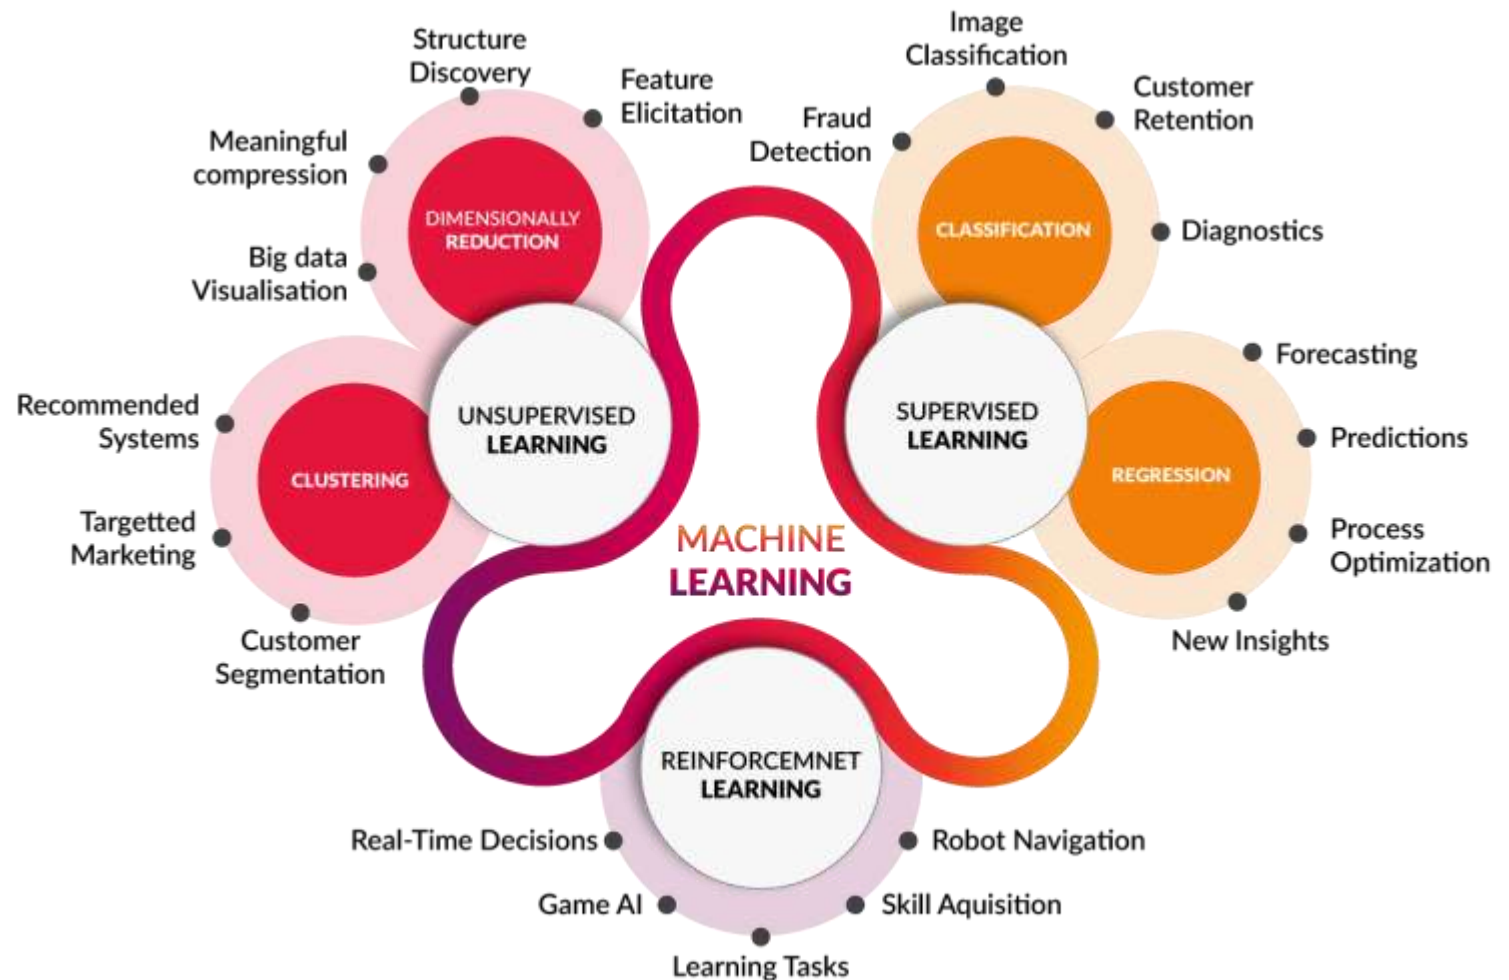 Structure
Discovery
Feature
Elicitation
Meaningful
compression
Big data
Visualisation
DIMENSIONALLY
REDUCTION
Recommended
Systems
Targetted
Marketing
Customer
Segmentation
CLUSTERING
UNSUPERVISED
LEARNING
Image
Classification
Fraud
Detection
Customer
Retention
Diagnostics
CLASSIFICATION
SUPERVISED
LEARNING
Forecasting
Predictions
Process
Optimization
New Insights
REGRESSION
MACHINE
LEARNING
REINFORCEMNET
LEARNING
Real-Time Decisions
Game AI
Learning Tasks
Skill Aquisition
Robot Navigation